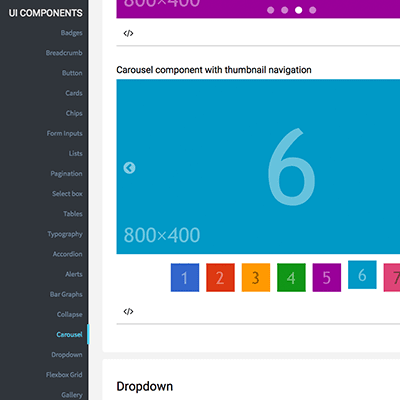 UI COMPONENTS
Badges
Breadcrumb
Button
Cards
Chips
Form Inputs
Lists
Pagination
Select box
Tables
Typography
Accordion
Alerts
Bar Graphs
Collapse
Carousel
Dropdown
Flexbox Grid
Gallery
800×400
</>
Carousel component with thumbnail navigation
6
800×400
1 2 3 4 5 6 7
</>
Dropdown